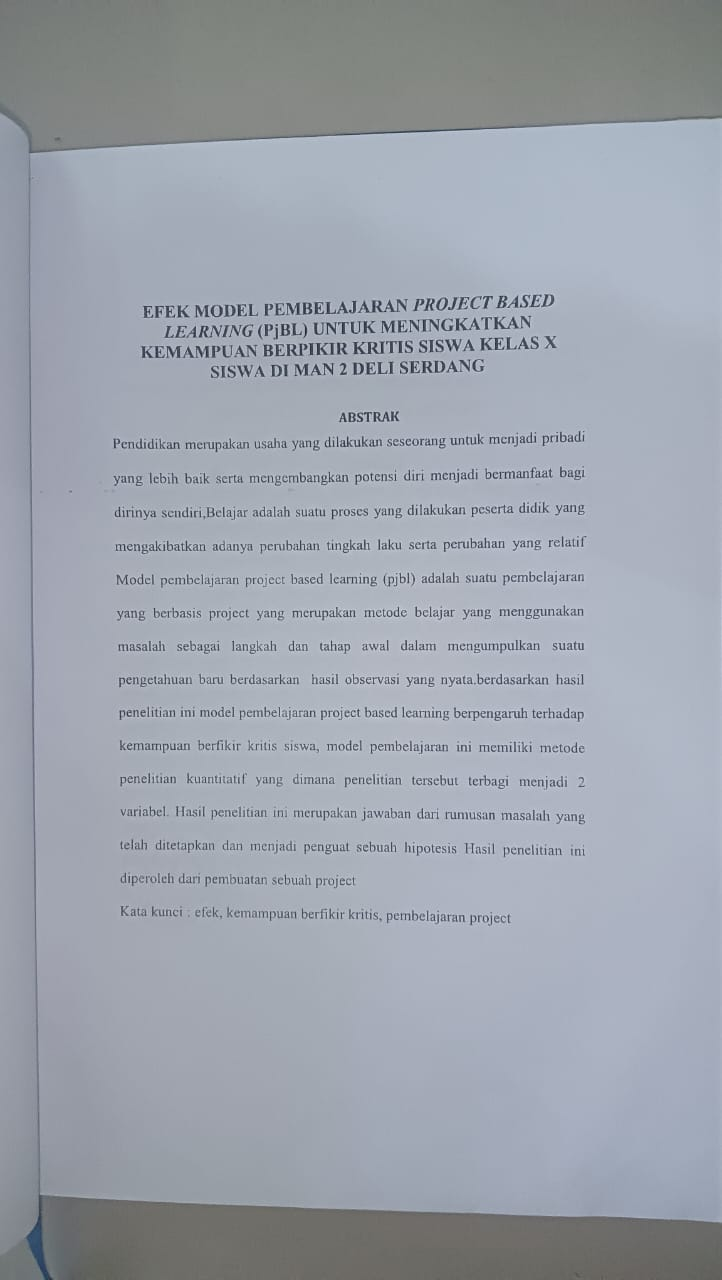 EFEK MODEL PEMBELAJARAN PROJECT BASED
LEARNING (PjBL) UNTUK MENINGKATKAN
KEMAMPUAN BERPIKIR KRITIS SISWA KELAS X
SISWA DI MAN 2 DELI SERDANG
ABSTRAK
Pendidikan merupakan usaha yang dilakukan seseorang untuk menjadi pribadi
yang lebih baik serta mengembangkan potensi diri menjadi bermanfaat bagi
dirinya sendiri,Belajar adalah suatu proses yang dilakukan peserta didik yang
mengakibatkan adanya perubahan tingkah laku serta perubahan yang relatif
Model pembelajaran project based learning (pjbl) adalah suatu pembelajaran
yang berbasis project yang merupakan metode belajar yang menggunakan
masalah sebagai langkah dan tahap awal dalam mengumpulkan suatu
pengetahuan baru berdasarkan hasil observasi yang nyata.berdasarkan hasil
penelitian ini model pembelajaran project based learning berpengaruh terhadap
kemampuan berfikir kritis siswa, model pembelajaran ini memiliki metode
penelitian kuantitatif yang dimana penelitian tersebut terbagi menjadi 2
variabel. Hasil penelitian ini merupakan jawaban dari rumusan masalah yang
telah ditetapkan dan menjadi penguat sebuah hipotesis Hasil penelitian ini
diperoleh dari pembuatan sebuah project
Kata kunci : efek, kemampuan berfikir kritis, pembelajaran project